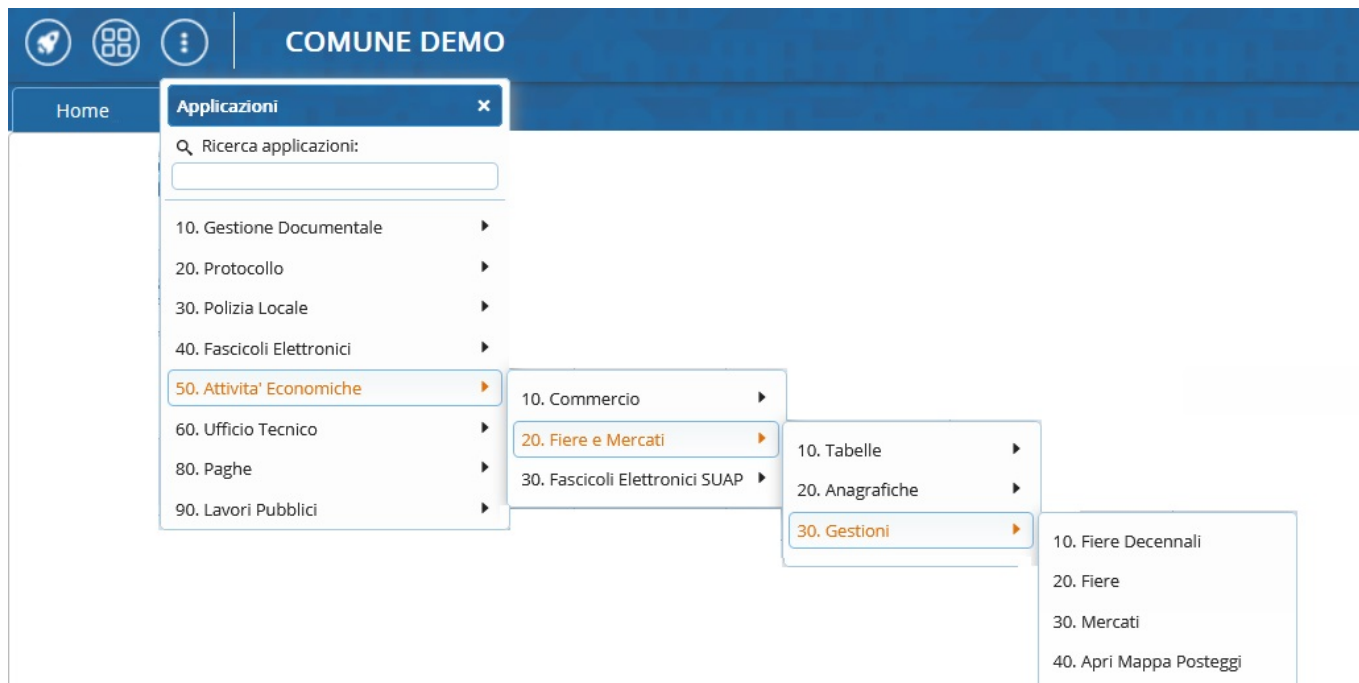 COMUNE DEMO
Home
Applicazioni
Ricerca applicazioni:
10. Gestione Documentale
20. Protocollo
30. Polizia Locale
40. Fascicoli Elettronici
50. Attivita' Economiche
60. Ufficio Tecnico
80. Paghe
90. Lavori Pubblici
10. Commercio
20. Fiere e Mercati
30. Fascicoli Elettronici SUAP
10. Tabelle
20. Anagrafiche
30. Gestioni
10. Fiere Decennali
20. Fiere
30. Mercati
40. Apri Mappa Posteggi